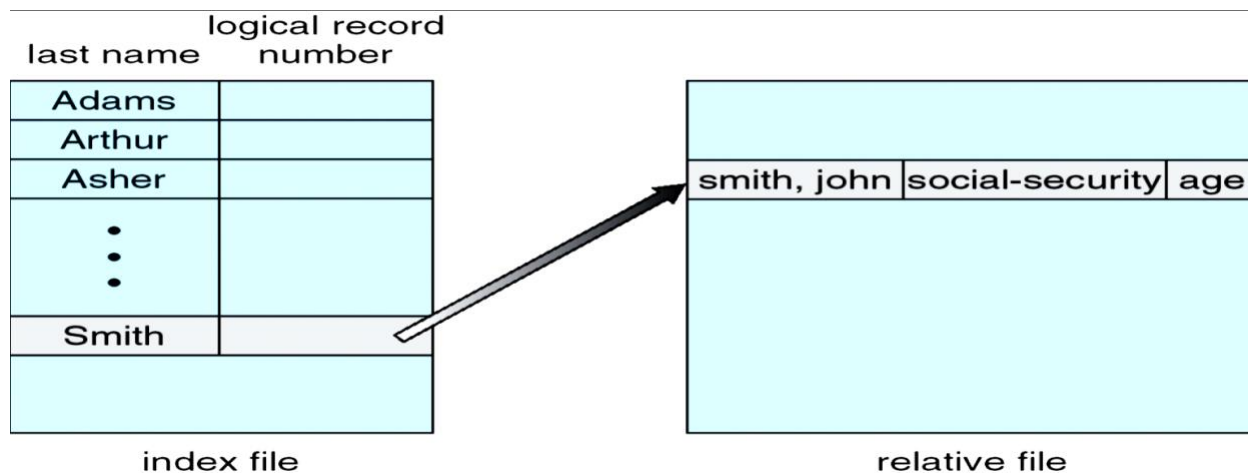 last name
logical record
number
Adams
Arthur
Asher
Smith
smith, john
social-security
age
index file
relative file